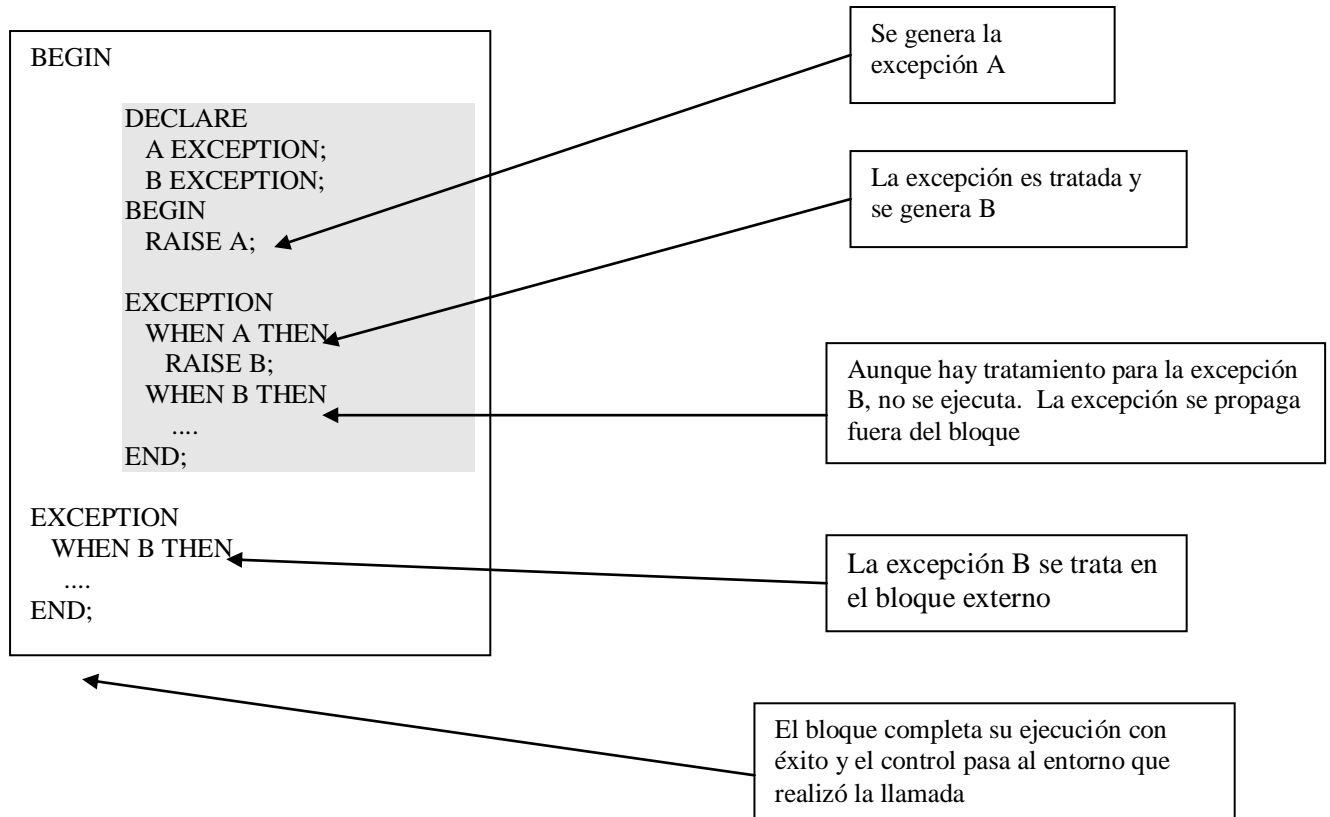 BEGIN
DECLARE
A EXCEPTION;
B EXCEPTION;
BEGIN
RAISE A;
EXCEPTION
WHEN A THEN
RAISE B;
WHEN B THEN
....
END;
EXCEPTION
WHEN B THEN
....
END;
Se genera la
excepción A
La excepción es tratada y
se genera B
Aunque hay tratamiento para la excepción
B, no se ejecuta. La excepción se propaga
fuera del bloque
La excepción B se trata en
el bloque externo
El bloque completa su ejecución con
éxito y el control pasa al entorno que
realizó la llamada